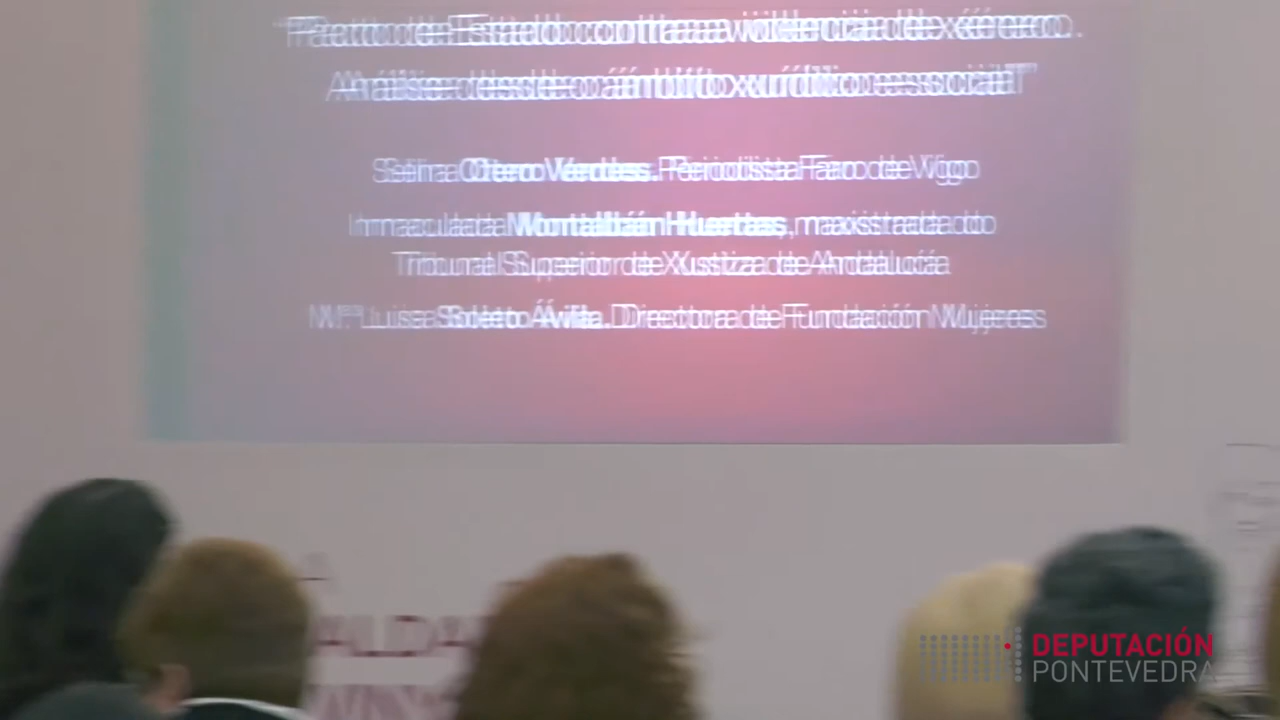 "Pacto de Estado contra a violencia de xénero.
Análise desde o ámbito xurídico e social"
Selina Otero Verdes. Periodista Faro de Vigo
Inmaculada Montalbán Huertas, maxistrada do
Tribunal Superior de Xustiza de Andalucía
Mª Luisa Soleto Ávila. Directora de Fundación Mujeres
DEPUTACIÓN
PONTEVEDRA